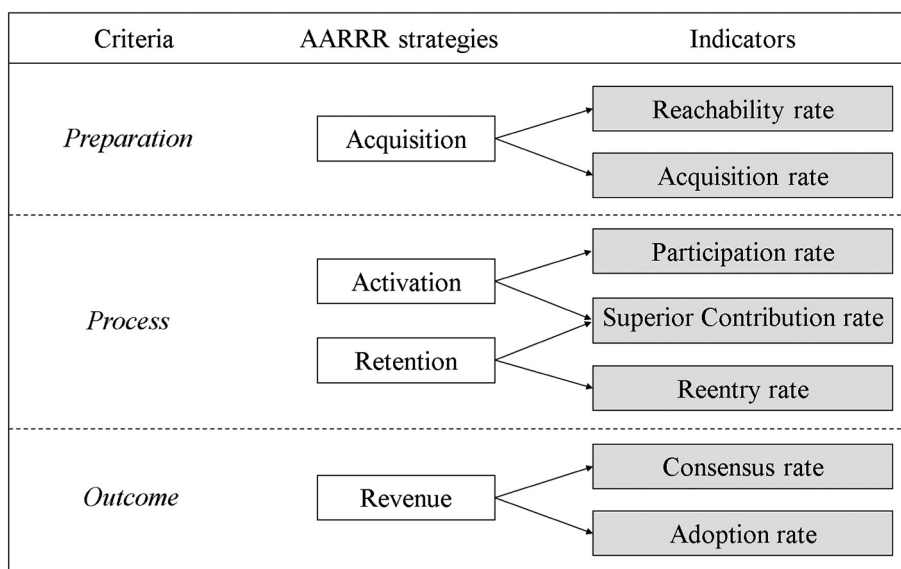 Criteria AARRR strategies Indicators
Preparation
Acquisition
Reachability rate
Acquisition rate
Process
Activation
Retention
Participation rate
Superior Contribution rate
Reentry rate
Outcome
Revenue
Consensus rate
Adoption rate